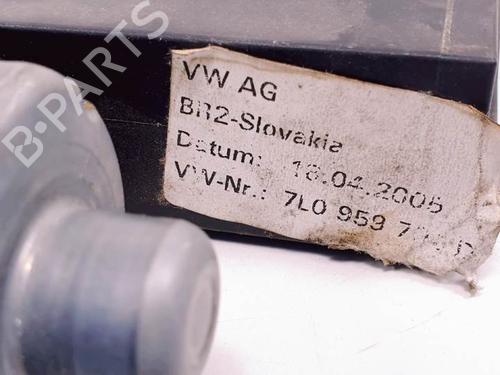 B-PARTS
VW AG
BR2-Slovakia
Datum: 18.04.2005
VW-Nr.: 7L0 959